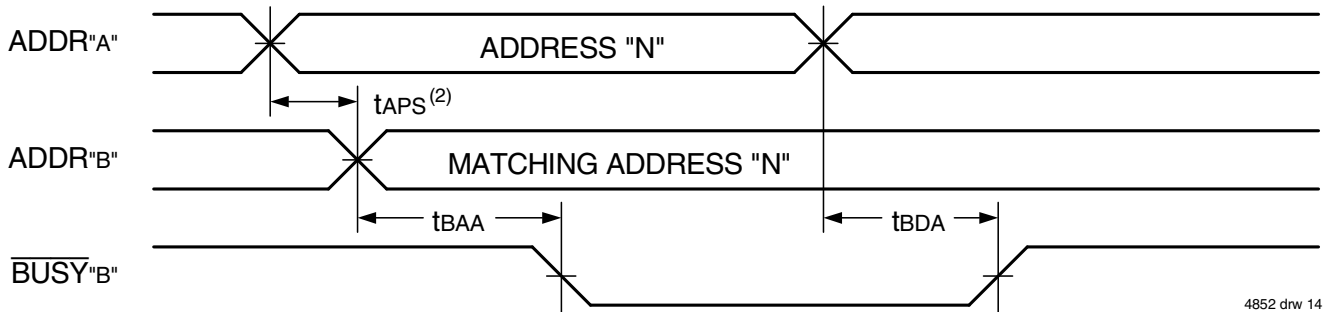 ADDR"A"
ADDRESS "N"
tAPS(2)
ADDR"B"
MATCHING ADDRESS "N"
tBAA
tBDA
BUSY"B"
4852 drw 14